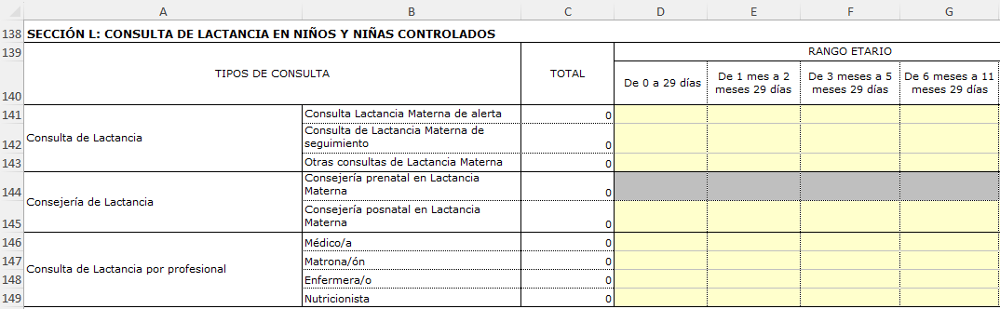 A B C D E F G
138 SECCIÓN L: CONSULTA DE LACTANCIA EN NIÑOS Y NIÑAS CONTROLADOS
139 TIPOS DE CONSULTA TOTAL RANGO ETARIO
140 De 0 a 29 días De 1 mes a 2 De 3 meses a 5 De 6 meses a 11
meses 29 días meses 29 días meses 29 días
141 Consulta de Lactancia Consulta Lactancia Materna de alerta 0
142 Consulta de Lactancia Materna de
seguimiento 0
143 Otras consultas de Lactancia Materna 0
144 Consejería de Lactancia Consejería prenatal en Lactancia
Materna 0
145 Consejería posnatal en Lactancia
Materna 0
146 Consulta de Lactancia por profesional Médico/a 0
147 Matrona/ón 0
148 Enfermera/o 0
149 Nutricionista 0